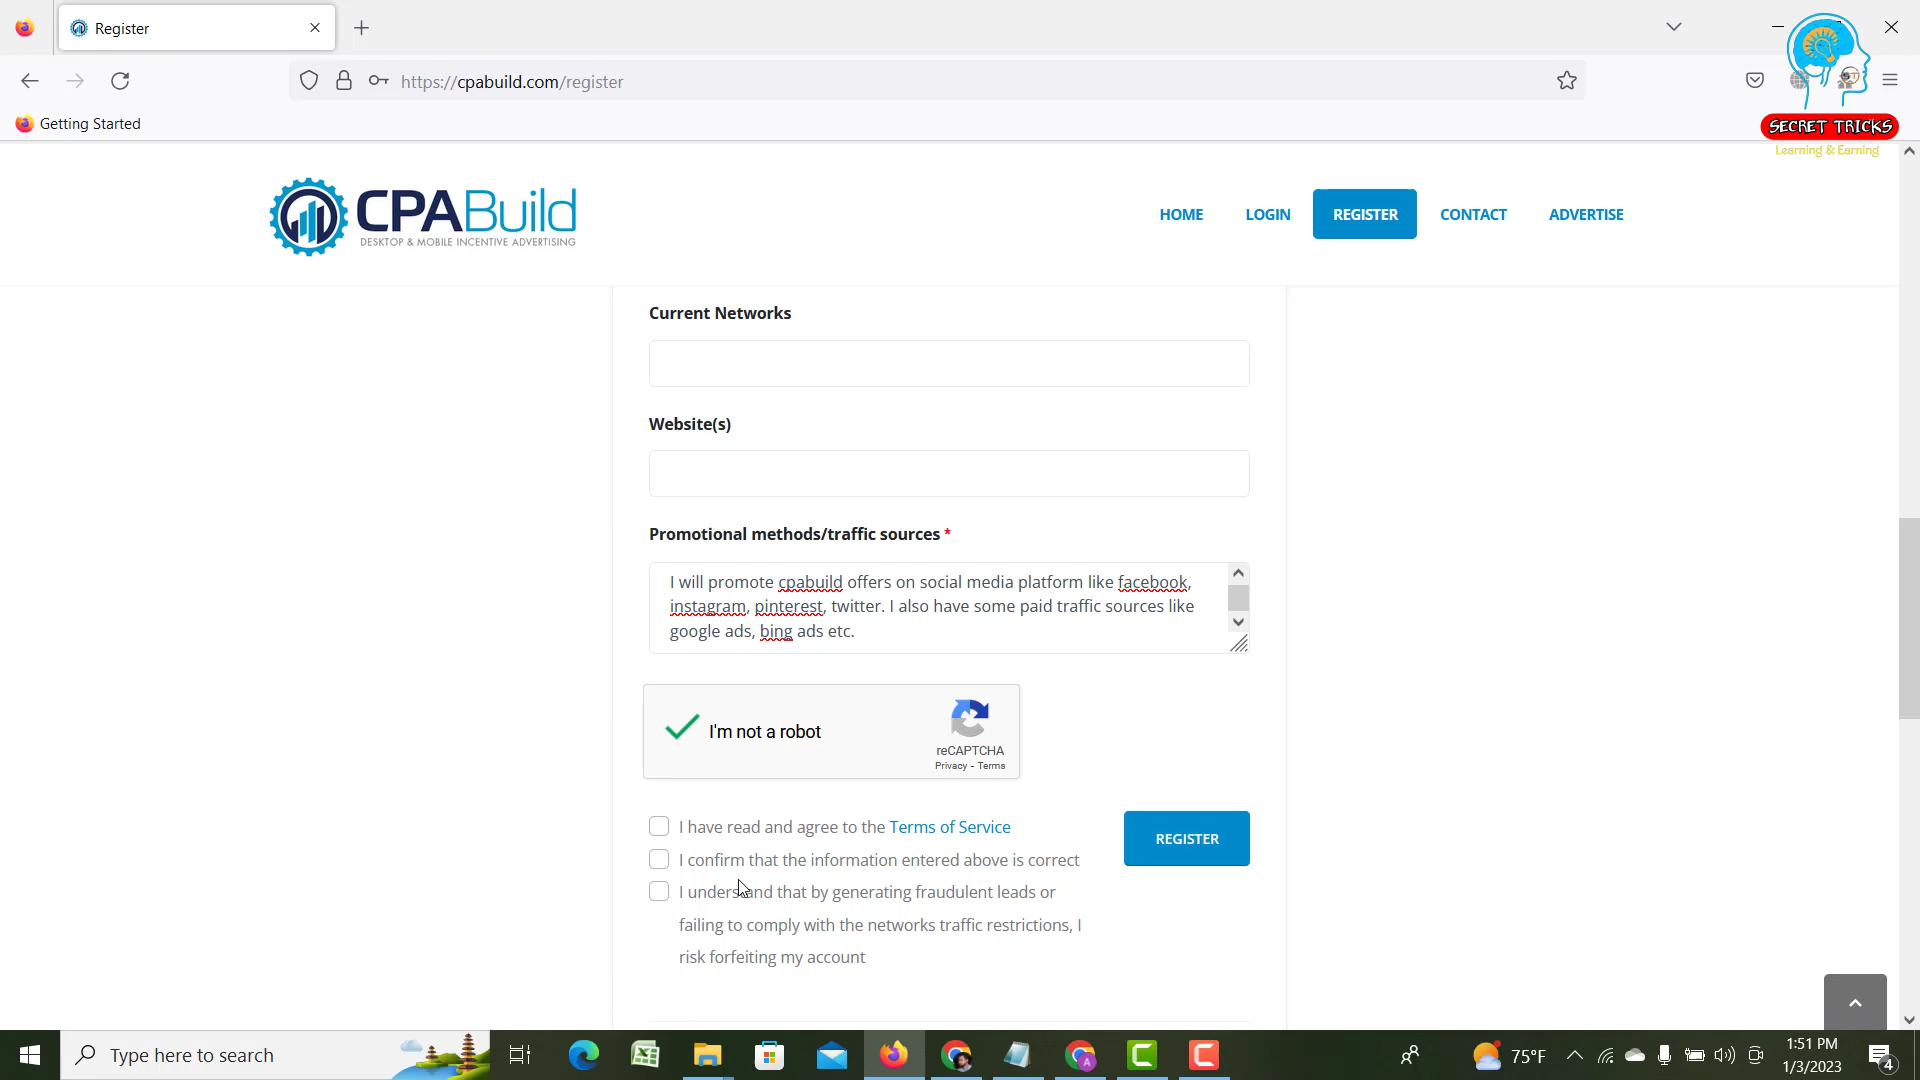 Register
https://cpabuild.com/register
Getting Started
SECRET TRICKS
Learning & Earning
CPABuild
DESKTOP & MOBILE INCENTIVE ADVERTISING
HOME LOGIN REGISTER CONTACT ADVERTISE
Current Networks
Website(s)
Promotional methods/traffic sources *
I will promote cpabuild offers on social media platform like facebook,
instagram, pinterest, twitter. I also have some paid traffic sources like
google ads, bing ads etc.
I'm not a robot
reCAPTCHA
Privacy - Terms
I have read and agree to the Terms of Service
REGISTER
I confirm that the information entered above is correct
I understand that by generating fraudulent leads or
failing to comply with the networks traffic restrictions, I
risk forfeiting my account
Type here to search
75°F
1:51 PM
1/3/2023
4